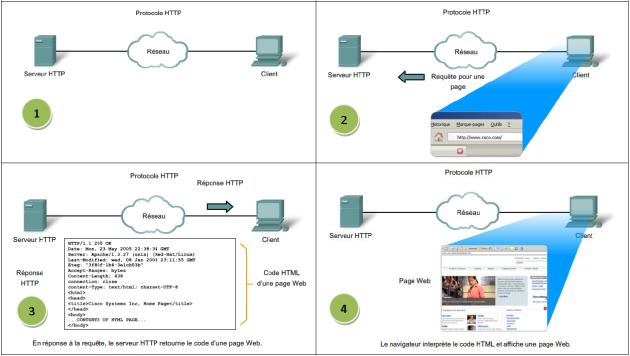 Protocole HTTP
Réseau
Serveur HTTP
Client
1
Protocole HTTP
Réseau
Serveur HTTP
Requête pour une
page
Client
2
Historique Marque-pages Outils ?
http://www.cisco.com/
Protocole HTTP
Réponse HTTP
Réseau
Serveur HTTP
Client
Réponse
HTTP
3
HTTP/1.1 200 OK
Date: Mon, 23 May 2005 22:38:34 GMT
Server: Apache/1.3.27 (Unix) (Red-Hat/Linux)
Last-Modified: Wed, 08 Jan 2003 23:11:55 GMT
Etag: "3f80f-1b6-3e1cb03b"
Accept-Ranges: bytes
Content-Length: 438
connection: close
content-Type: text/html; charset=UTF-8
<html>
<head>
<title>Cisco Systems Inc, Home Page</title>
</head>
<body>
...CONTENTS OF HTML PAGE...
</body>
Code HTML
d'une page Web
En réponse à la requête, le serveur HTTP retourne le code d'une page Web.
Protocole HTTP
Réseau
Serveur HTTP
Client
Page Web
4
Le navigateur interprète le code HTML et affiche une page Web.